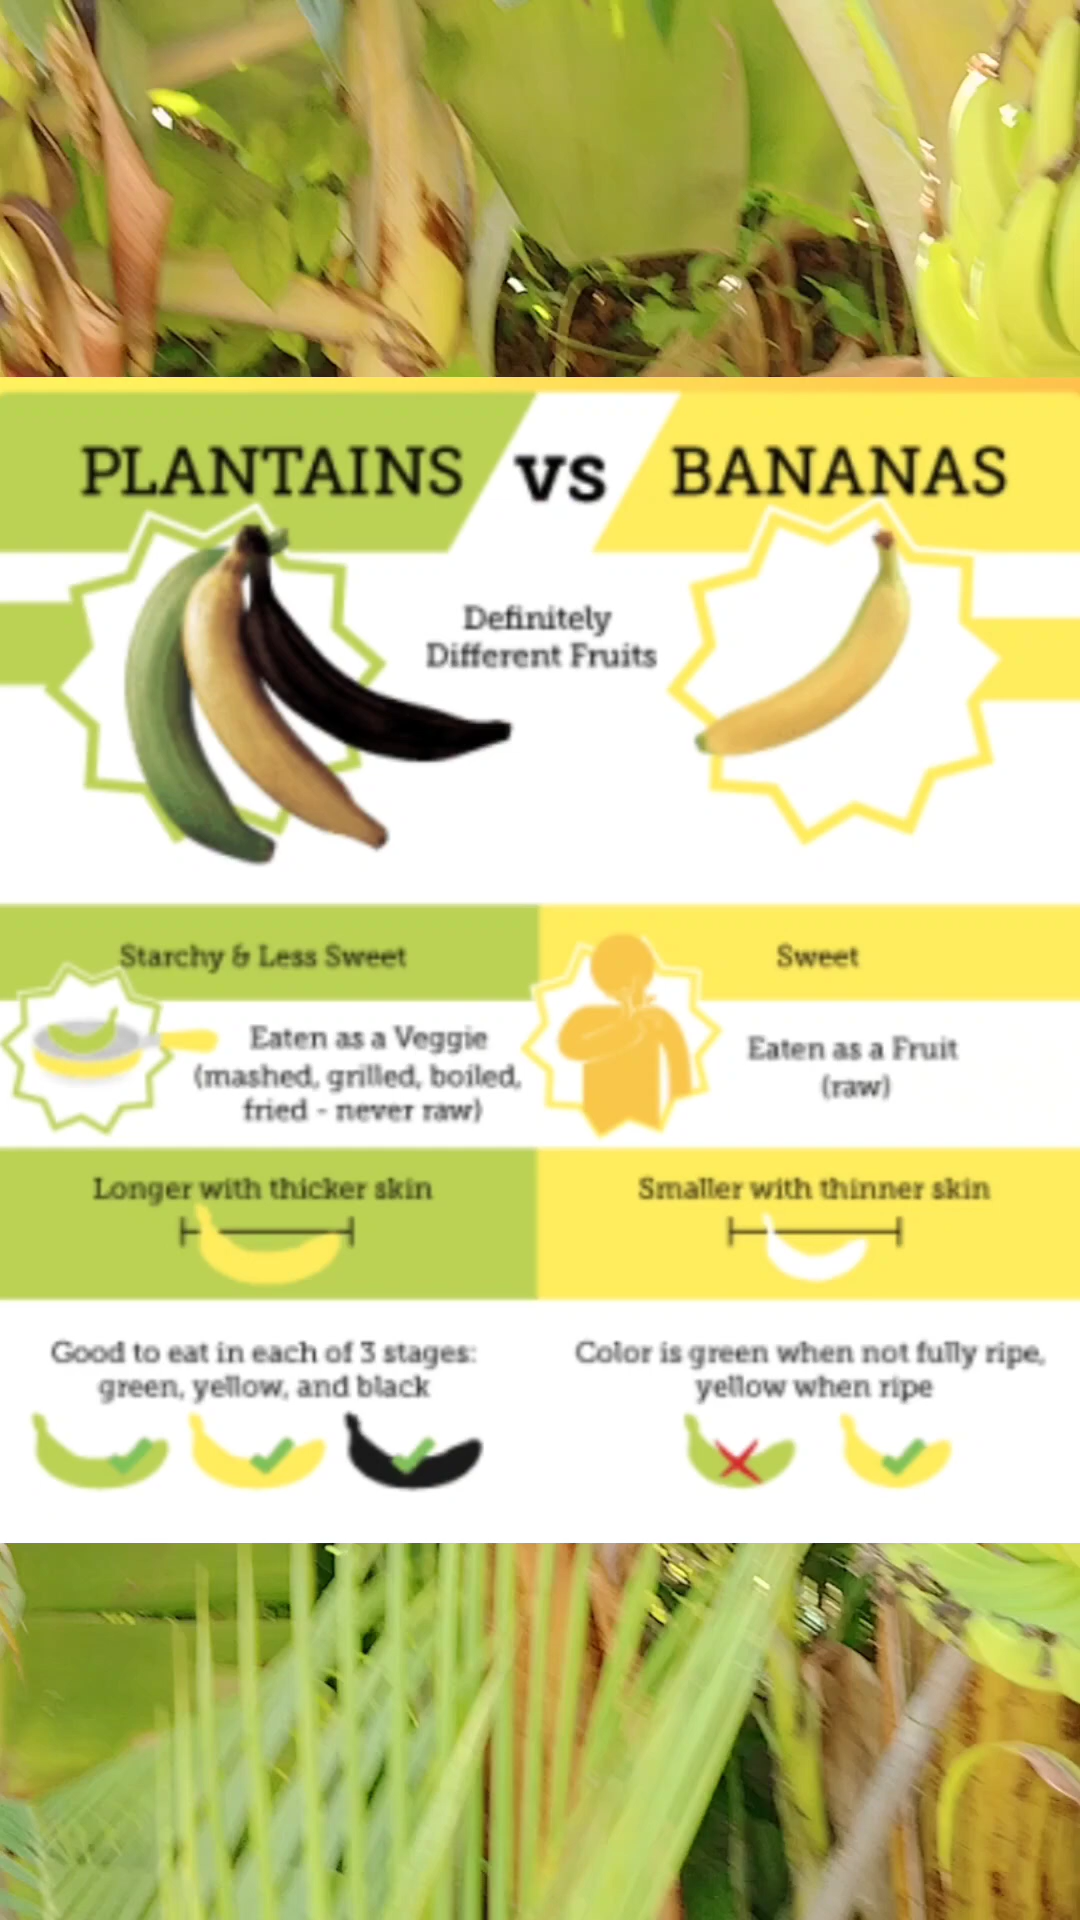 PLANTAINS vs BANANAS
Definitely
Different Fruits
Starchy & Less Sweet
Sweet
Eaten as a Veggie
(mashed, grilled, boiled,
fried - never raw)
Eaten as a Fruit
(raw)
Longer with thicker skin
Smaller with thinner skin
Good to eat in each of 3 stages:
green, yellow, and black
Color is green when not fully ripe,
yellow when ripe